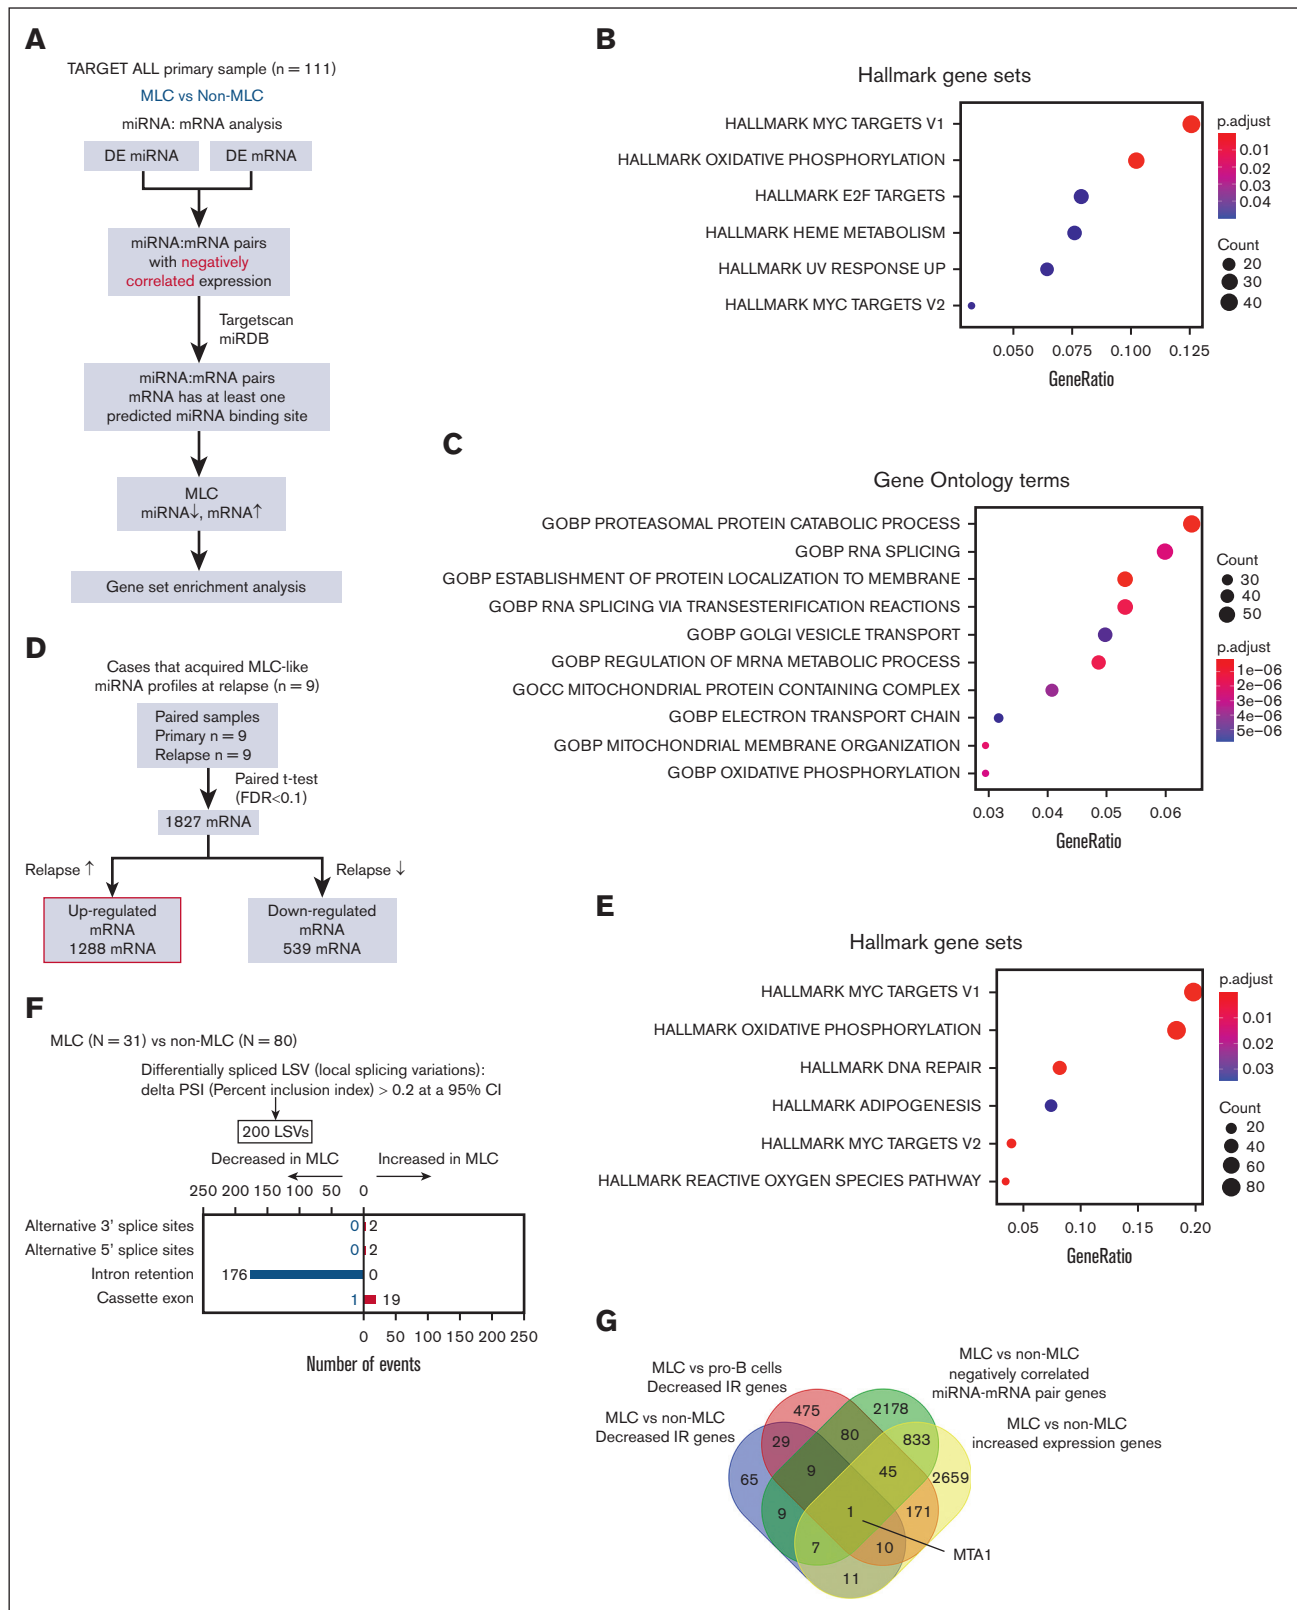 A
TARGET ALL primary sample (n = 111)
MLC vs Non-MLC
miRNA: mRNA analysis
DE miRNA
DE mRNA
miRNA:mRNA pairs
with negatively
correlated expression
Targetscan
miRDB
miRNA:mRNA pairs
mRNA has at least one
predicted miRNA binding site
MLC
miRNA↓, mRNA↑
Gene set enrichment analysis
B
Hallmark gene sets
HALLMARK MYC TARGETS V1
HALLMARK OXIDATIVE PHOSPHORYLATION
HALLMARK E2F TARGETS
HALLMARK HEME METABOLISM
HALLMARK UV RESPONSE UP
HALLMARK MYC TARGETS V2
0.050 0.075 0.100 0.125
GeneRatio
p.adjust
0.01
0.02
0.03
0.04
Count
20
30
40
C
Gene Ontology terms
GOBP PROTEASOMAL PROTEIN CATABOLIC PROCESS
GOBP RNA SPLICING
GOBP ESTABLISHMENT OF PROTEIN LOCALIZATION TO MEMBRANE
GOBP RNA SPLICING VIA TRANSESTERIFICATION REACTIONS
GOBP GOLGI VESICLE TRANSPORT
GOBP REGULATION OF MRNA METABOLIC PROCESS
GOCC MITOCHONDRIAL PROTEIN CONTAINING COMPLEX
GOBP ELECTRON TRANSPORT CHAIN
GOBP MITOCHONDRIAL MEMBRANE ORGANIZATION
GOBP OXIDATIVE PHOSPHORYLATION
0.03 0.04 0.05 0.06
GeneRatio
Count
30
40
50
p.adjust
1e−06
2e−06
3e−06
4e−06
5e−06
D
Cases that acquired MLC-like
miRNA profiles at relapse (n = 9)
Paired samples
Primary n = 9
Relapse n = 9
Paired t-test
(FDR<0.1)
1827 mRNA
Relapse ↑
Relapse ↓
Up-regulated
mRNA
1288 mRNA
Down-regulated
mRNA
539 mRNA
E
Hallmark gene sets
HALLMARK MYC TARGETS V1
HALLMARK OXIDATIVE PHOSPHORYLATION
HALLMARK DNA REPAIR
HALLMARK ADIPOGENESIS
HALLMARK MYC TARGETS V2
HALLMARK REACTIVE OXYGEN SPECIES PATHWAY
0.05 0.10 0.15 0.20
GeneRatio
p.adjust
0.01
0.02
0.03
Count
20
40
60
80
F
MLC (N = 31) vs non-MLC (N = 80)
Differentially spliced LSV (local splicing variations):
delta PSI (Percent inclusion index) > 0.2 at a 95% CI
200 LSVs
Decreased in MLC
Increased in MLC
250 200 150 100 50 0
Alternative 3' splice sites 0 2
Alternative 5' splice sites 0 2
Intron retention 176 0
Cassette exon 1 19
0 50 100 150 200 250
Number of events
G
MLC vs pro-B cells
Decreased IR genes
MLC vs non-MLC
negatively correlated
miRNA-mRNA pair genes
MLC vs non-MLC
Decreased IR genes
MLC vs non-MLC
increased expression genes
475
2178
29
80
833
65
9
45
2659
9
1
171
7
10
11
MTA1